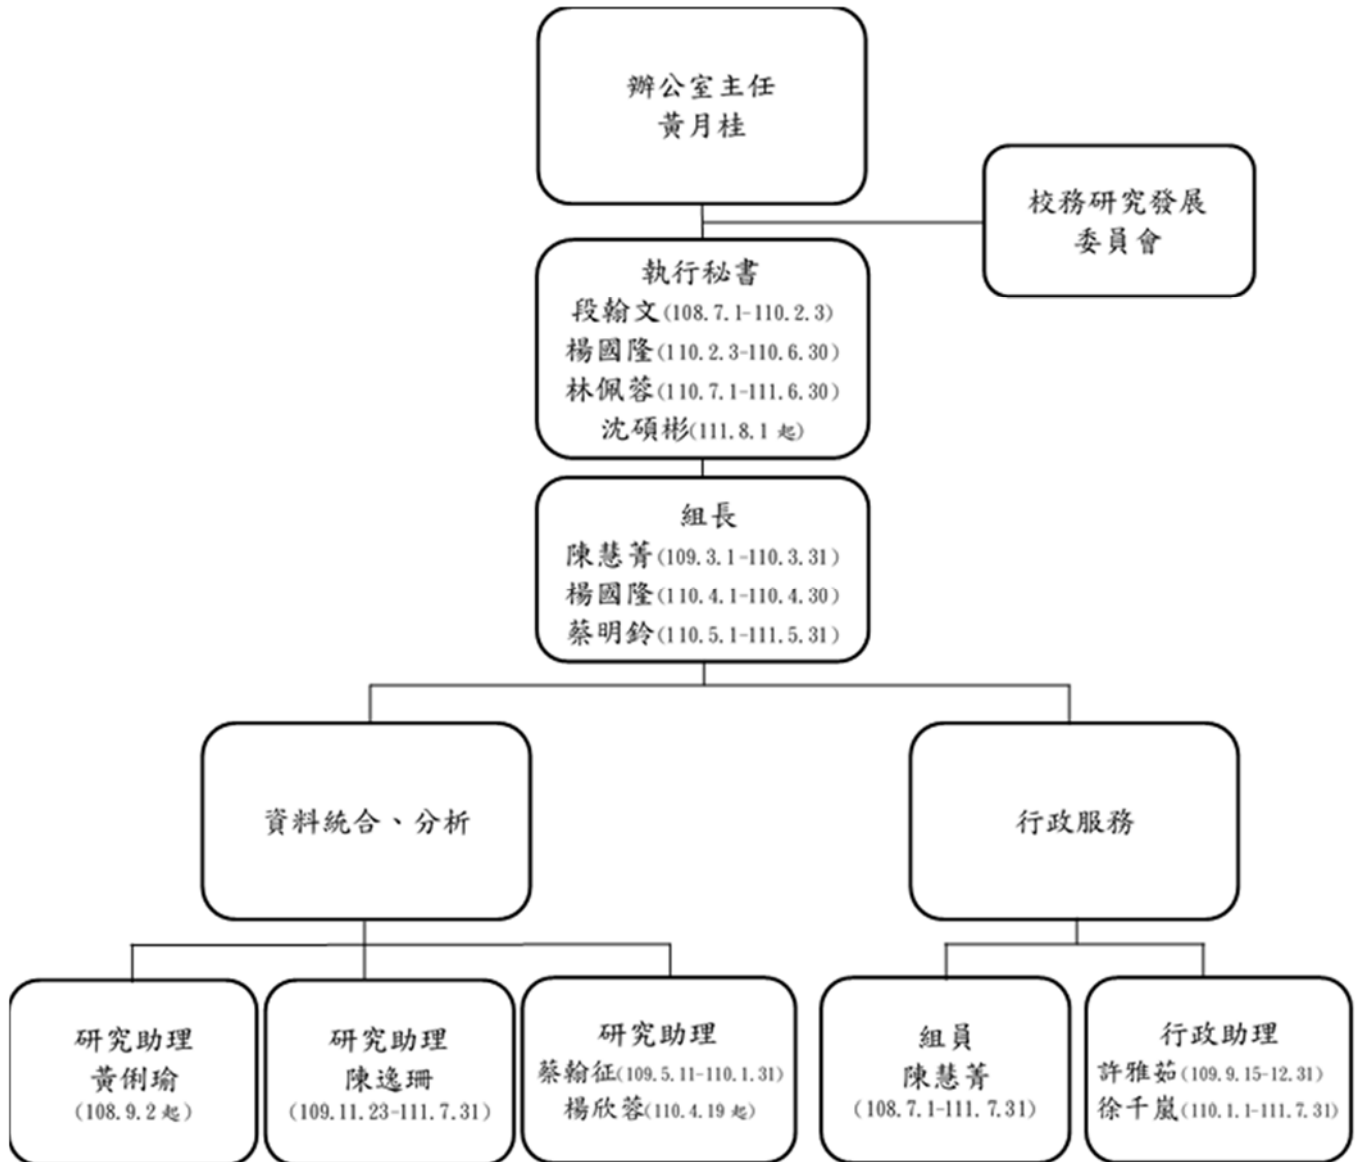 辦公室主任
黃月桂
校務研究發展
委員會
執行秘書
段翰文(108.7.1-110.2.3)
楊國隆(110.2.3-110.6.30)
林佩蓉(110.7.1-111.6.30)
沈碩彬(111.8.1 起)
組長
陳慧菁(109.3.1-110.3.31)
楊國隆(110.4.1-110.4.30)
蔡明鈴(110.5.1-111.5.31)
資料統合、分析
行政服務
研究助理
黃俐瑜
(108.9.2 起)
研究助理
陳逸珊
(109.11.23-111.7.31)
研究助理
蔡翰征(109.5.11-110.1.31)
楊欣蓉(110.4.19 起)
組員
陳慧菁
(108.7.1-111.7.31)
行政助理
許雅茹(109.9.15-12.31)
徐千嵐(110.1.1-111.7.31)